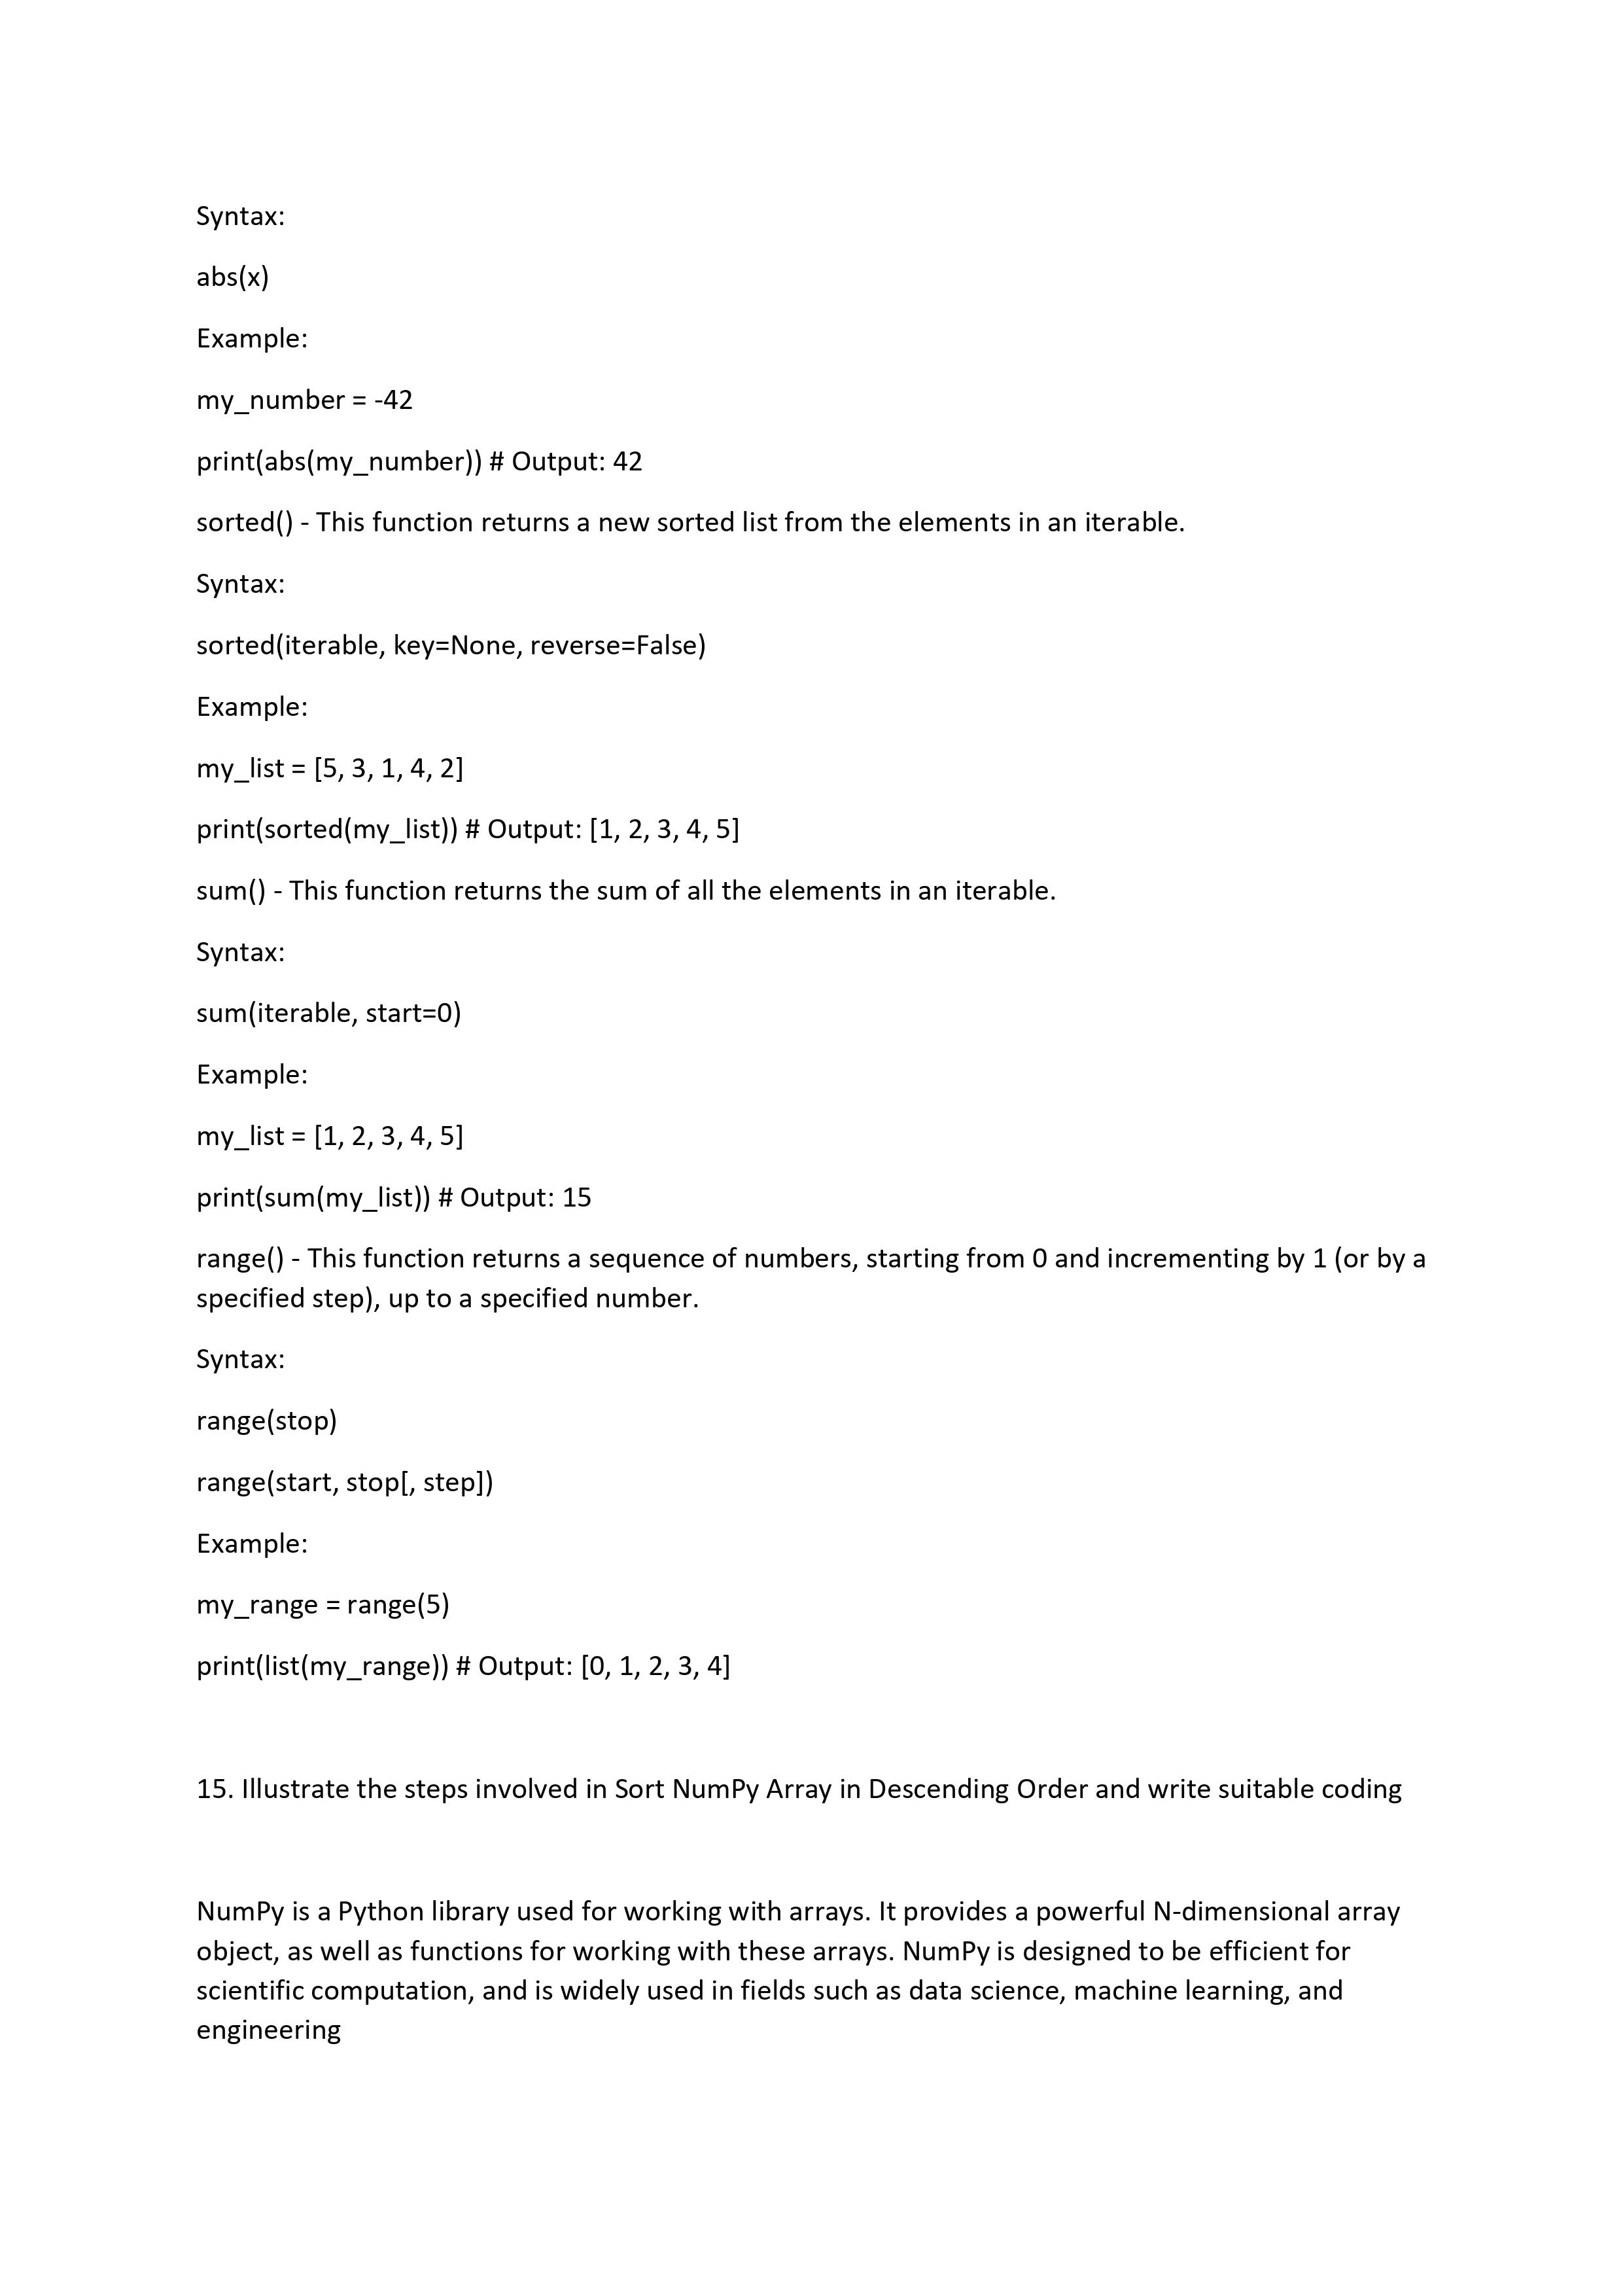 Syntax:
abs(x)
Example:
my_number = -42
print(abs(my_number)) # Output: 42
sorted() - This function returns a new sorted list from the elements in an iterable.
Syntax:
sorted(iterable, key=None, reverse=False)
Example:
my_list = [5, 3, 1, 4, 2]
print(sorted(my_list)) # Output: [1, 2, 3, 4, 5]
sum() - This function returns the sum of all the elements in an iterable.
Syntax:
sum(iterable, start=0)
Example:
my_list = [1, 2, 3, 4, 5]
print(sum(my_list)) # Output: 15
range() - This function returns a sequence of numbers, starting from 0 and incrementing by 1 (or by a
specified step), up to a specified number.
Syntax:
range(stop)
range(start, stop[, step])
Example:
my_range = range(5)
print(list(my_range)) # Output: [0, 1, 2, 3, 4]
15. Illustrate the steps involved in Sort NumPy Array in Descending Order and write suitable coding
NumPy is a Python library used for working with arrays. It provides a powerful N-dimensional array
object, as well as functions for working with these arrays. NumPy is designed to be efficient for
scientific computation, and is widely used in fields such as data science, machine learning, and
engineering